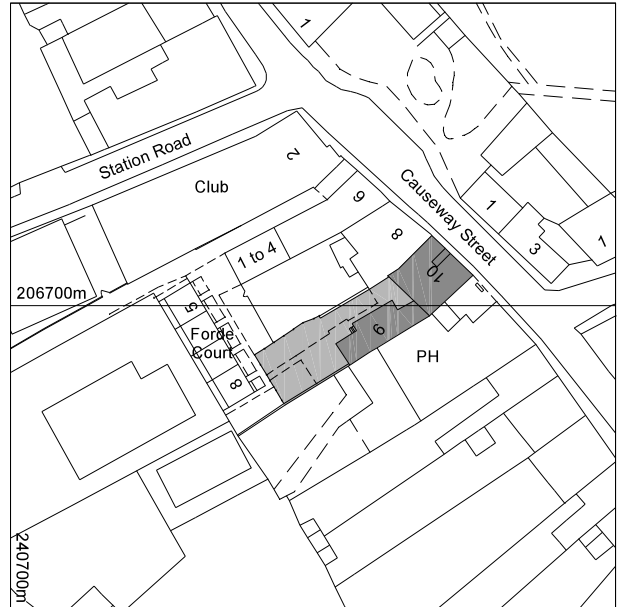 1
Station Road
2
Club
Causeway Street
6
1
3
1
8
1 to 4
10
206700m
5
Forde
Court
9
PH
8
240700m